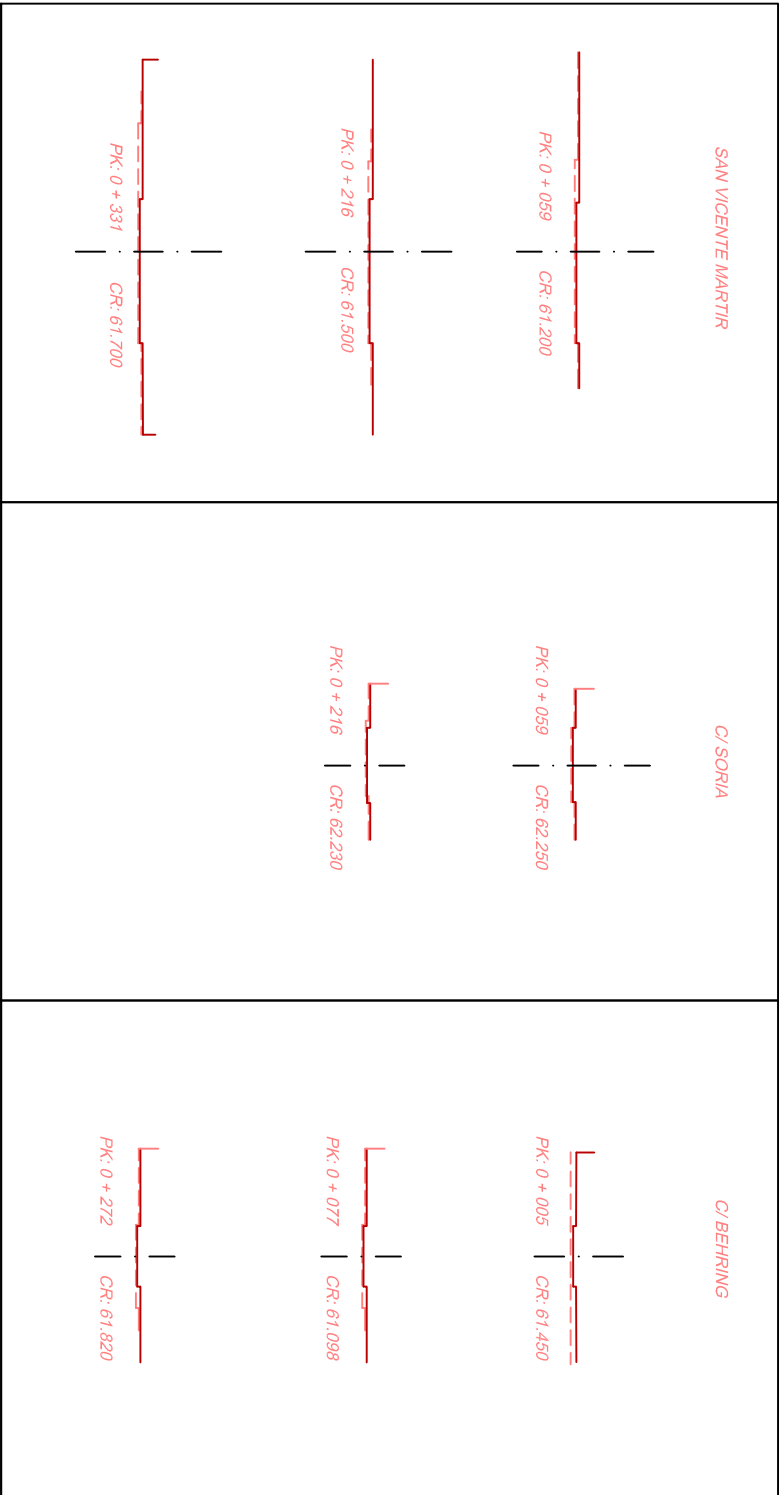 SAN VICENTE MARTIR
PK: 0 + 059 CR: 61.200
PK: 0 + 216 CR: 61.500
PK: 0 + 331 CR: 61.700
C/ SORIA
PK: 0 + 059 CR: 62.250
PK: 0 + 216 CR: 62.230
C/ BEHRING
PK: 0 + 005 CR: 61.450
PK: 0 + 077 CR: 61.098
PK: 0 + 272 CR: 61.820